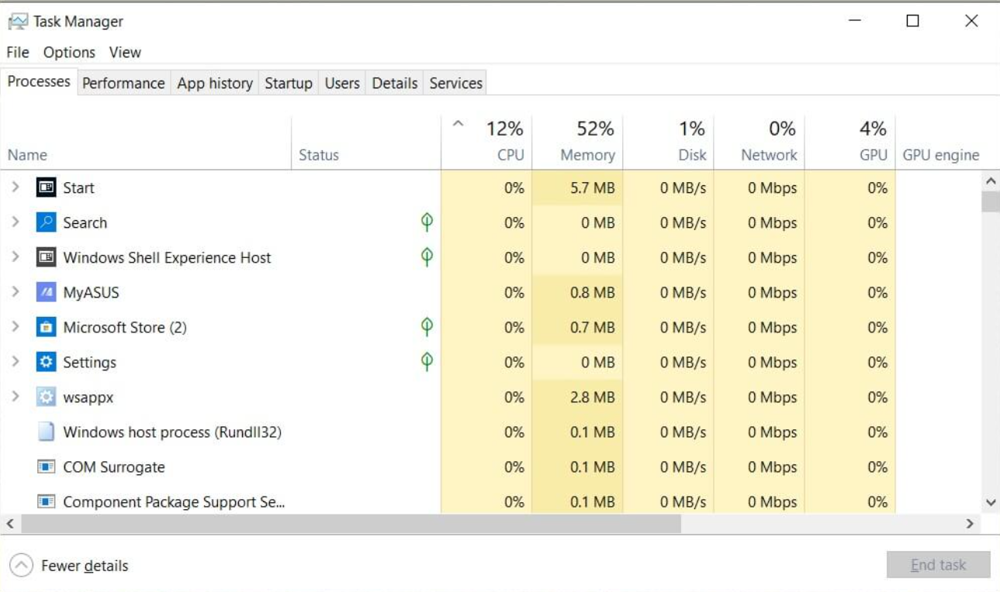 Task Manager
File Options View
Processes Performance App history Startup Users Details Services
12% 52% 1% 0% 4%
Name Status CPU Memory Disk Network GPU GPU engine
Start 0% 5.7 MB 0 MB/s 0 Mbps 0%
Search 0% 0 MB 0 MB/s 0 Mbps 0%
Windows Shell Experience Host 0% 0 MB 0 MB/s 0 Mbps 0%
MyASUS 0% 0.8 MB 0 MB/s 0 Mbps 0%
Microsoft Store (2) 0% 0.7 MB 0 MB/s 0 Mbps 0%
Settings 0% 0 MB 0 MB/s 0 Mbps 0%
wsappx 0% 2.8 MB 0 MB/s 0 Mbps 0%
Windows host process (Rundll32) 0% 0.1 MB 0 MB/s 0 Mbps 0%
COM Surrogate 0% 0.1 MB 0 MB/s 0 Mbps 0%
Component Package Support Se... 0% 0.1 MB 0 MB/s 0 Mbps 0%
Fewer details End task